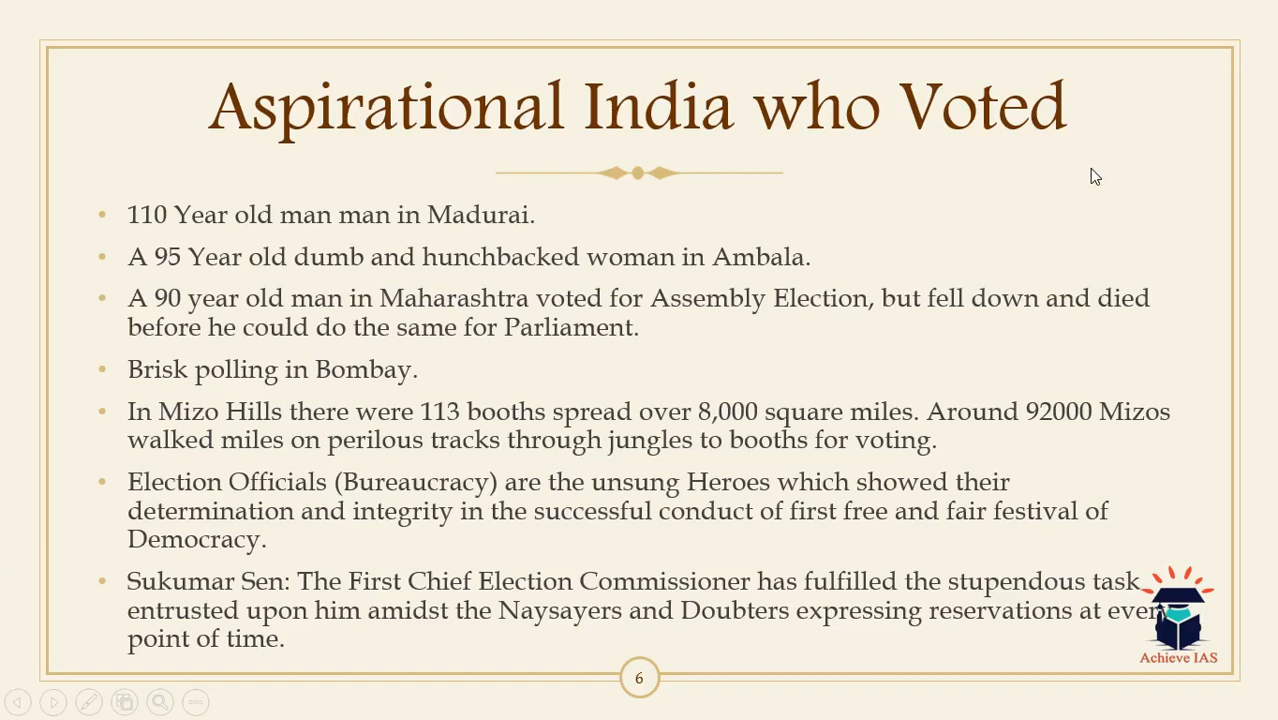 Aspirational India who Voted
• 110 Year old man man in Madurai.
• A 95 Year old dumb and hunchbacked woman in Ambala.
• A 90 year old man in Maharashtra voted for Assembly Election, but fell down and died
before he could do the same for Parliament.
• Brisk polling in Bombay.
• In Mizo Hills there were 113 booths spread over 8,000 square miles. Around 92000 Mizos
walked miles on perilous tracks through jungles to booths for voting.
• Election Officials (Bureaucracy) are the unsung Heroes which showed their
determination and integrity in the successful conduct of first free and fair festival of
Democracy.
• Sukumar Sen: The First Chief Election Commissioner has fulfilled the stupendous task
entrusted upon him amidst the Naysayers and Doubters expressing reservations at every
point of time.
Achieve IAS
6